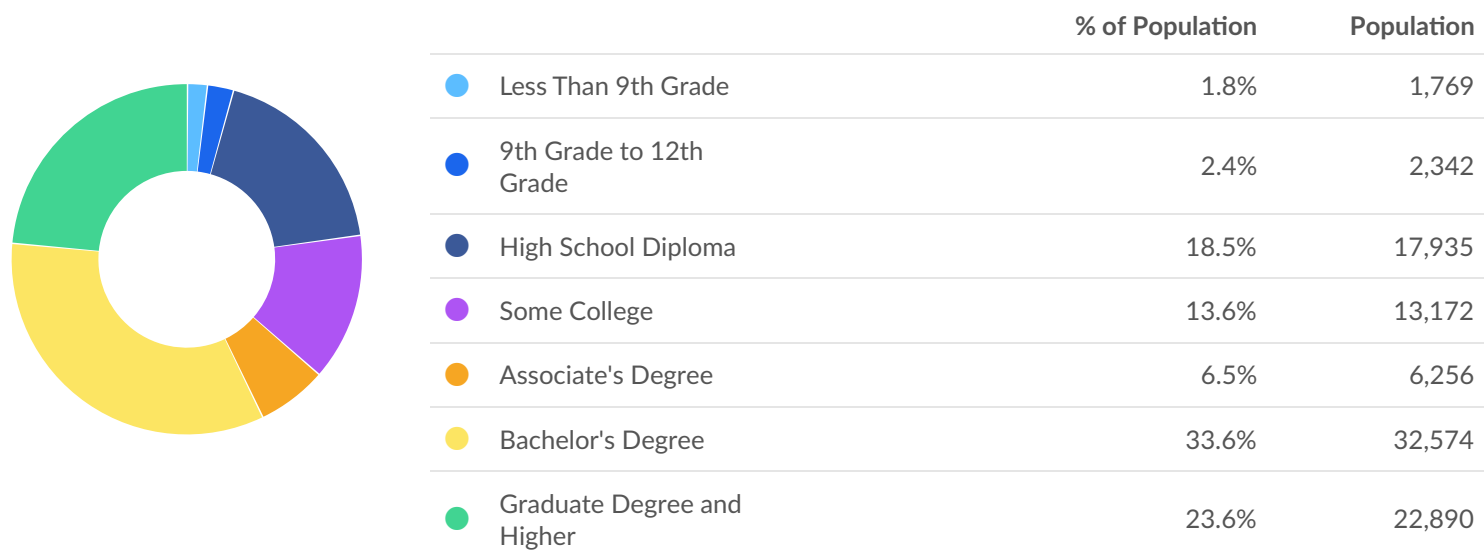 % of Population Population
Less Than 9th Grade 1.8% 1,769
9th Grade to 12th
Grade 2.4% 2,342
High School Diploma 18.5% 17,935
Some College 13.6% 13,172
Associate's Degree 6.5% 6,256
Bachelor's Degree 33.6% 32,574
Graduate Degree and
Higher 23.6% 22,890